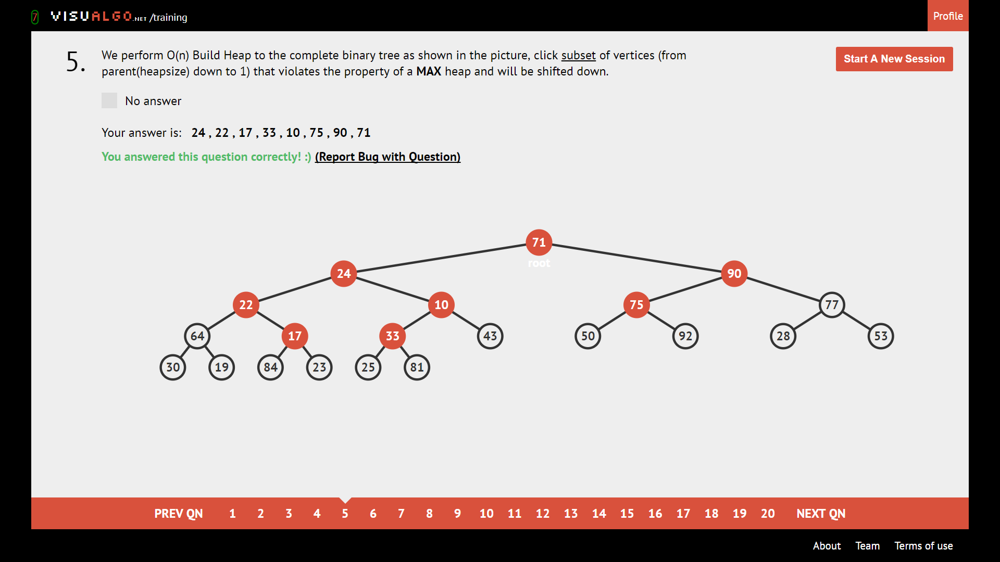 7 VISUALGO.NET /training
Profile
5.
We perform O(n) Build Heap to the complete binary tree as shown in the picture, click subset of vertices (from
parent(heapsize) down to 1) that violates the property of a MAX heap and will be shifted down.
Start A New Session
No answer
Your answer is: 24 , 22 , 17 , 33 , 10 , 75 , 90 , 71
You answered this question correctly! :) (Report Bug with Question)
71
root
24 90
22 10 75 77
64 17 33 43 50 92 28 53
30 19 84 23 25 81
PREV QN 1 2 3 4 5 6 7 8 9 10 11 12 13 14 15 16 17 18 19 20 NEXT QN
About Team Terms of use